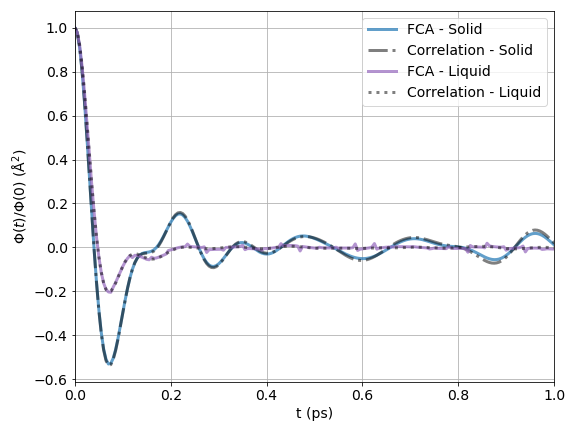 FCA - Solid
Correlation - Solid
FCA - Liquid
Correlation - Liquid
Φ(t)/Φ(0) (Å²)
1.0
0.8
0.6
0.4
0.2
0.0
−0.2
−0.4
−0.6
0.0 0.2 0.4 0.6 0.8 1.0
t (ps)